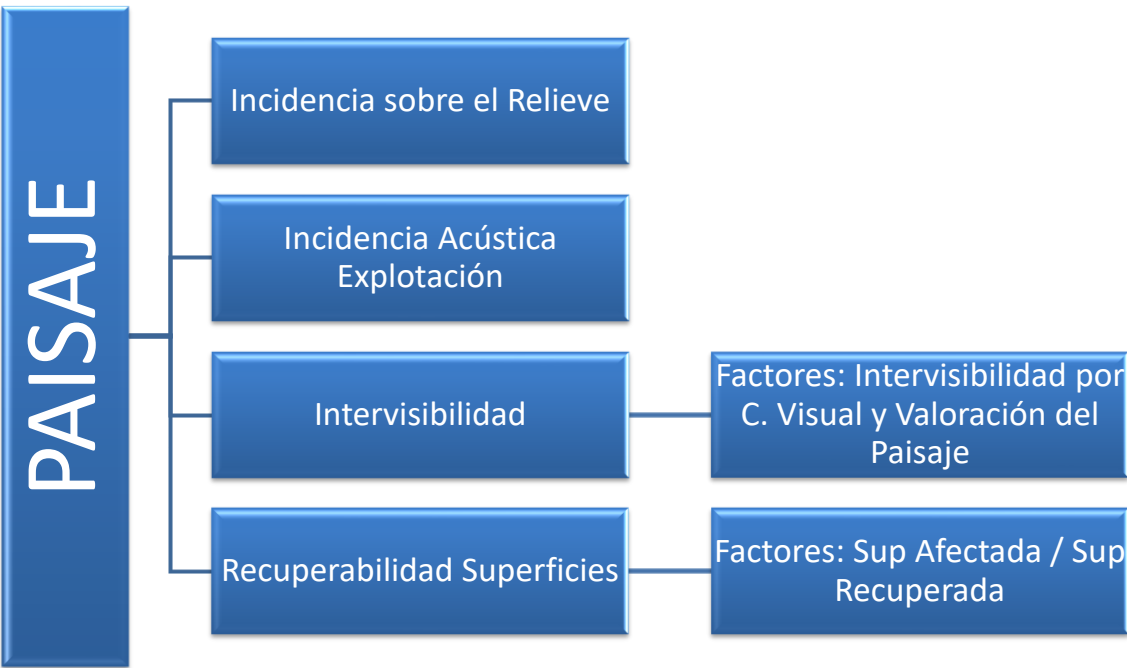 PAISAJE
Incidencia sobre el Relieve
Incidencia Acústica
Explotación
Intervisibilidad
Factores: Intervisibilidad por
C. Visual y Valoración del
Paisaje
Recuperabilidad Superficies
Factores: Sup Afectada / Sup
Recuperada